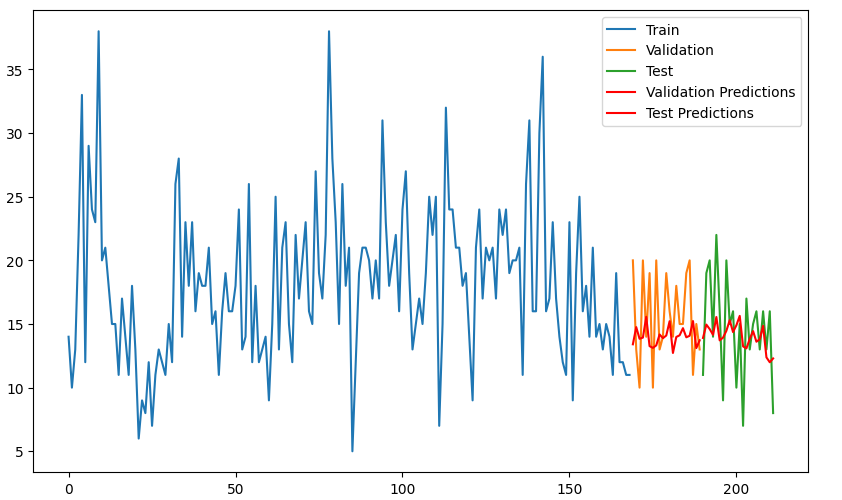 Train
Validation
Test
Validation Predictions
Test Predictions
35
30
25
20
15
10
5
0 50 100 150 200